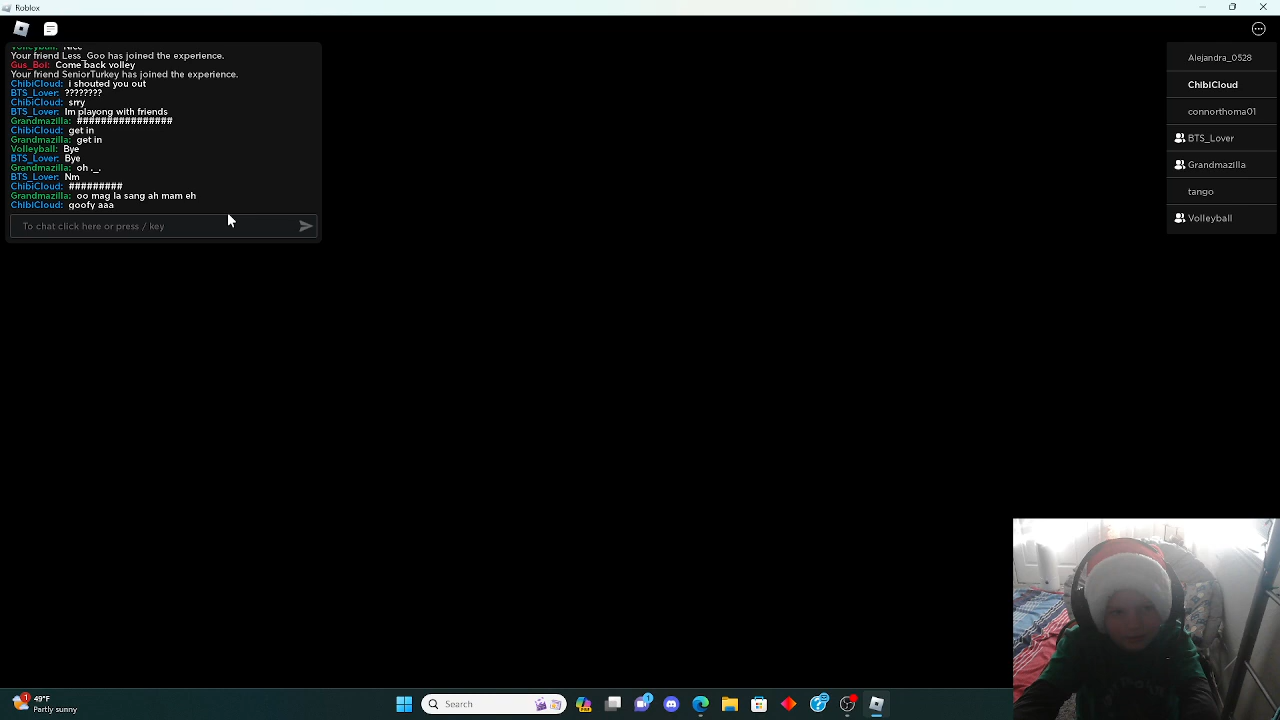 Roblox
Volleyball: Nice
Your friend Less_Goo has joined the experience.
Gus_Boi: Come back volley
Your friend SeniorTurkey has joined the experience.
ChibiCloud: i shouted you out
BTS_Lover: ????????
ChibiCloud: srry
BTS_Lover: Im playong with friends
Grandmazilla: ################
ChibiCloud: get in
Grandmazilla: get in
Volleyball: Bye
BTS_Lover: Bye
Grandmazilla: oh ._.
BTS_Lover: Nm
ChibiCloud: #########
Grandmazilla: oo mag la sang ah mam eh
ChibiCloud: goofy aaa
To chat click here or press / key
Alejandra_0528
ChibiCloud
connorthoma01
BTS_Lover
Grandmazilla
tango
Volleyball
1
49°F
Partly sunny
Search
1